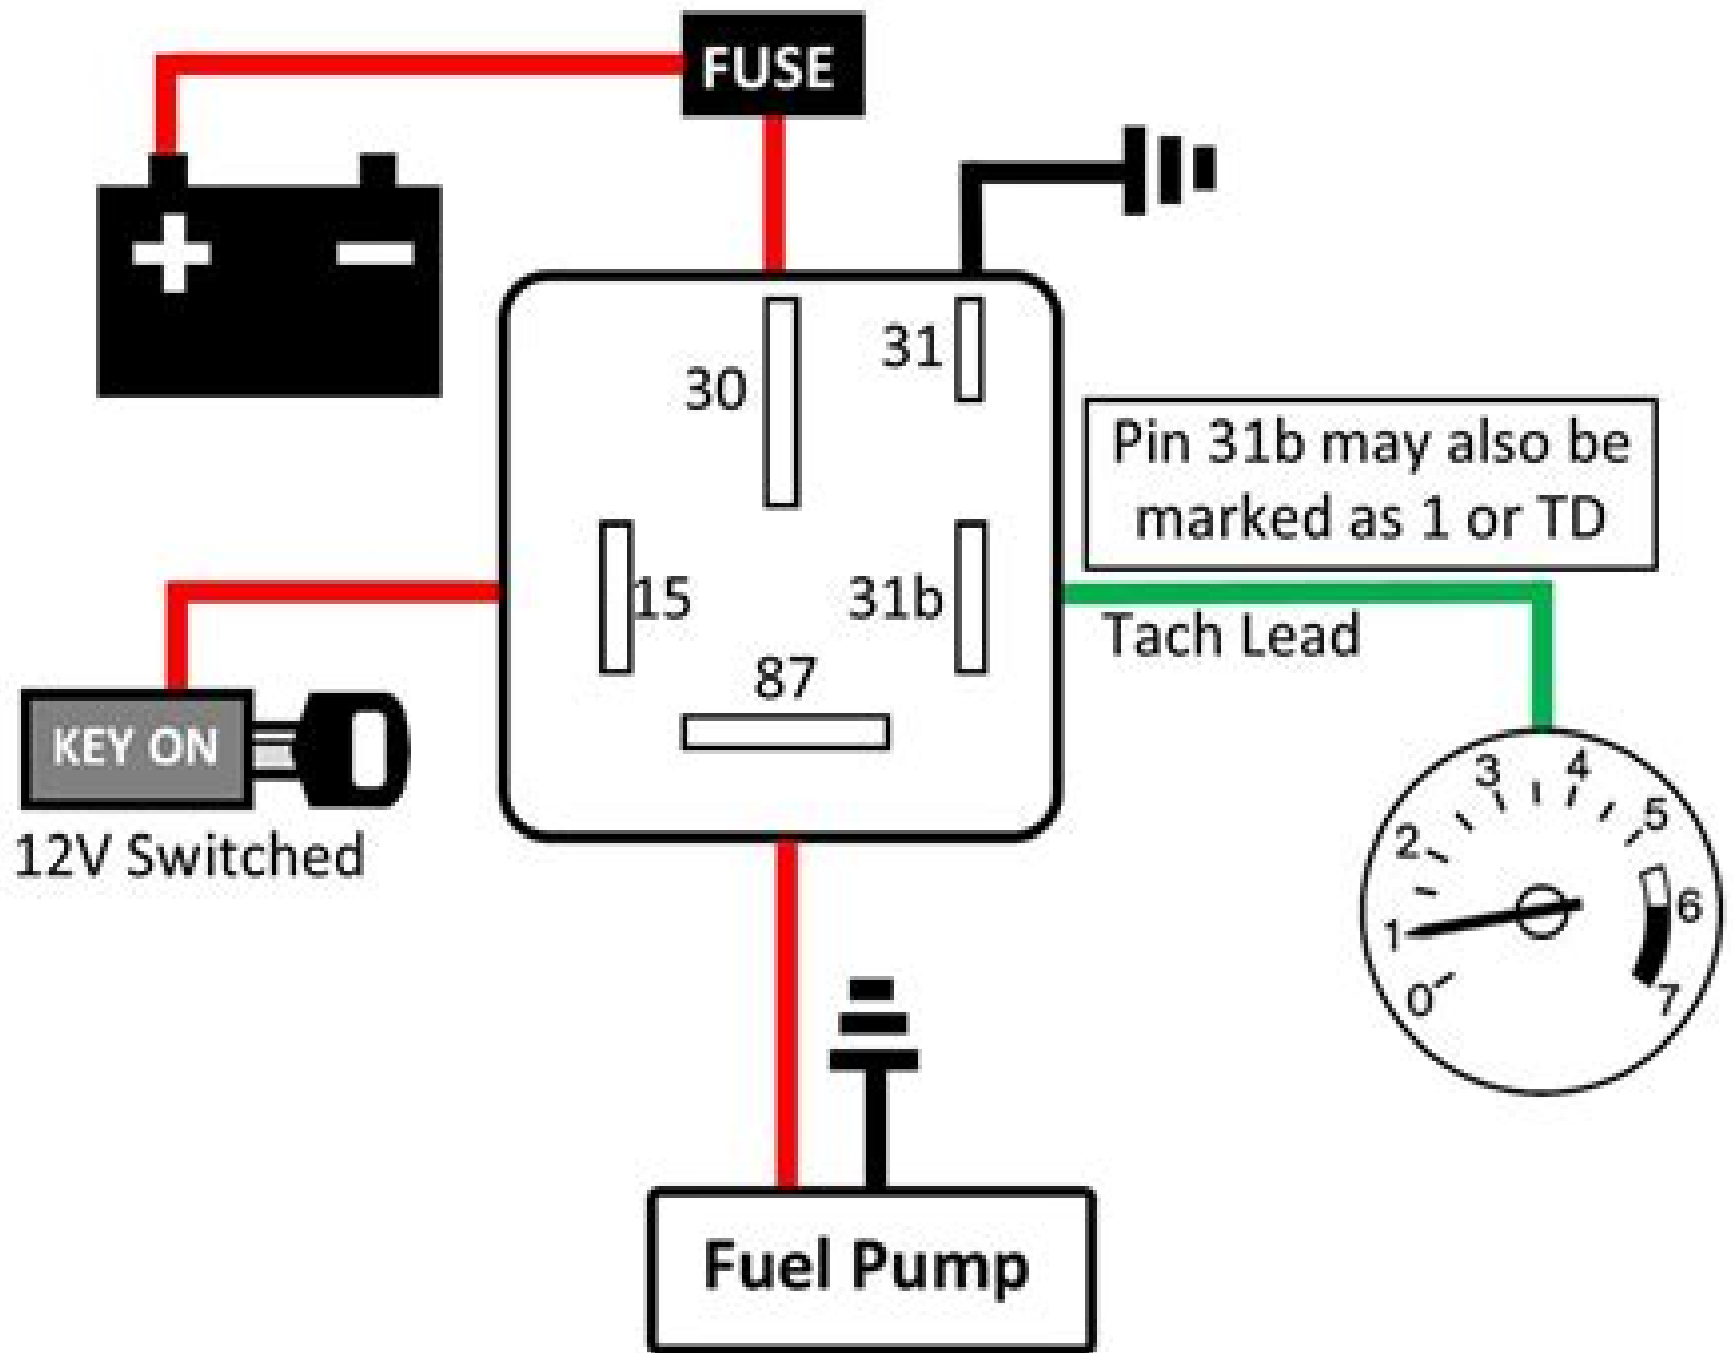 FUSE
+
−
30
31
Pin 31b may also be
marked as 1 or TD
15
31b
Tach Lead
87
KEY ON
12V Switched
0
1
2
3
4
5
6
7
Fuel Pump